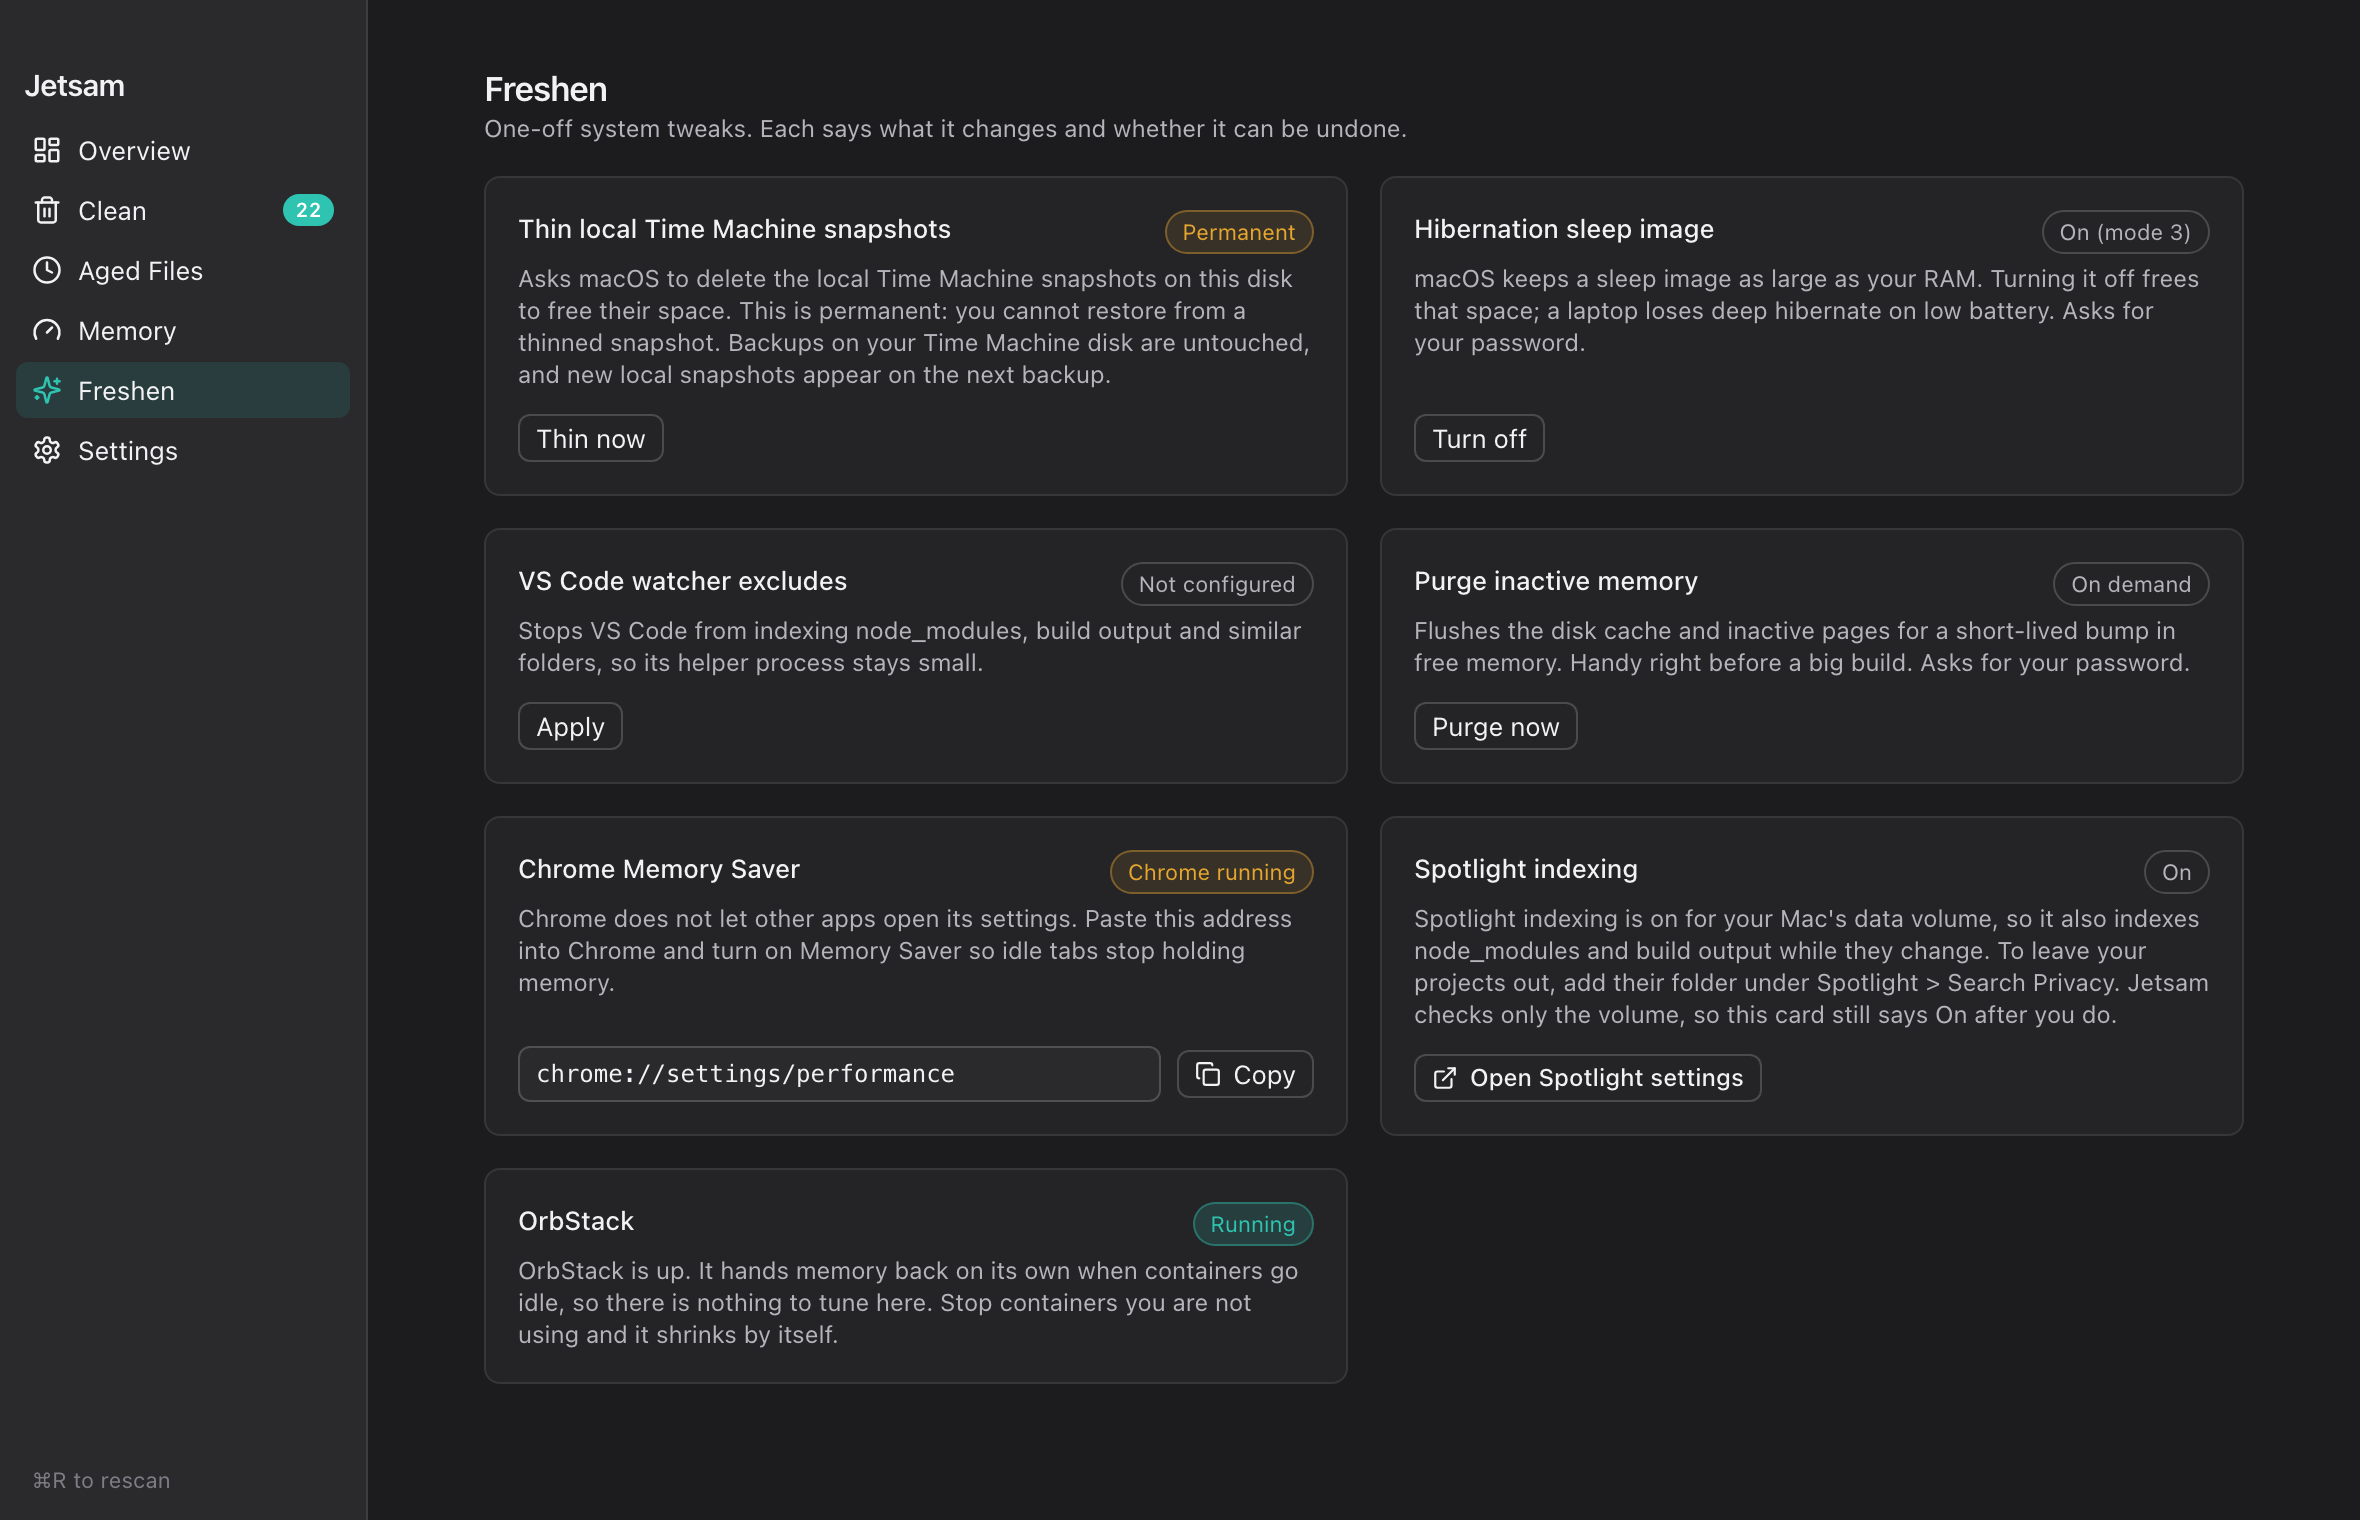 Jetsam
Overview
Clean
22
Aged Files
Memory
Freshen
Settings
⌘R to rescan
Freshen
One-off system tweaks. Each says what it changes and whether it can be undone.
Thin local Time Machine snapshots
Permanent
Asks macOS to delete the local Time Machine snapshots on this disk
to free their space. This is permanent: you cannot restore from a
thinned snapshot. Backups on your Time Machine disk are untouched,
and new local snapshots appear on the next backup.
Thin now
Hibernation sleep image
On (mode 3)
macOS keeps a sleep image as large as your RAM. Turning it off frees
that space; a laptop loses deep hibernate on low battery. Asks for
your password.
Turn off
VS Code watcher excludes
Not configured
Stops VS Code from indexing node_modules, build output and similar
folders, so its helper process stays small.
Apply
Purge inactive memory
On demand
Flushes the disk cache and inactive pages for a short-lived bump in
free memory. Handy right before a big build. Asks for your password.
Purge now
Chrome Memory Saver
Chrome running
Chrome does not let other apps open its settings. Paste this address
into Chrome and turn on Memory Saver so idle tabs stop holding
memory.
chrome://settings/performance
Copy
Spotlight indexing
On
Spotlight indexing is on for your Mac's data volume, so it also indexes
node_modules and build output while they change. To leave your
projects out, add their folder under Spotlight > Search Privacy. Jetsam
checks only the volume, so this card still says On after you do.
Open Spotlight settings
OrbStack
Running
OrbStack is up. It hands memory back on its own when containers go
idle, so there is nothing to tune here. Stop containers you are not
using and it shrinks by itself.